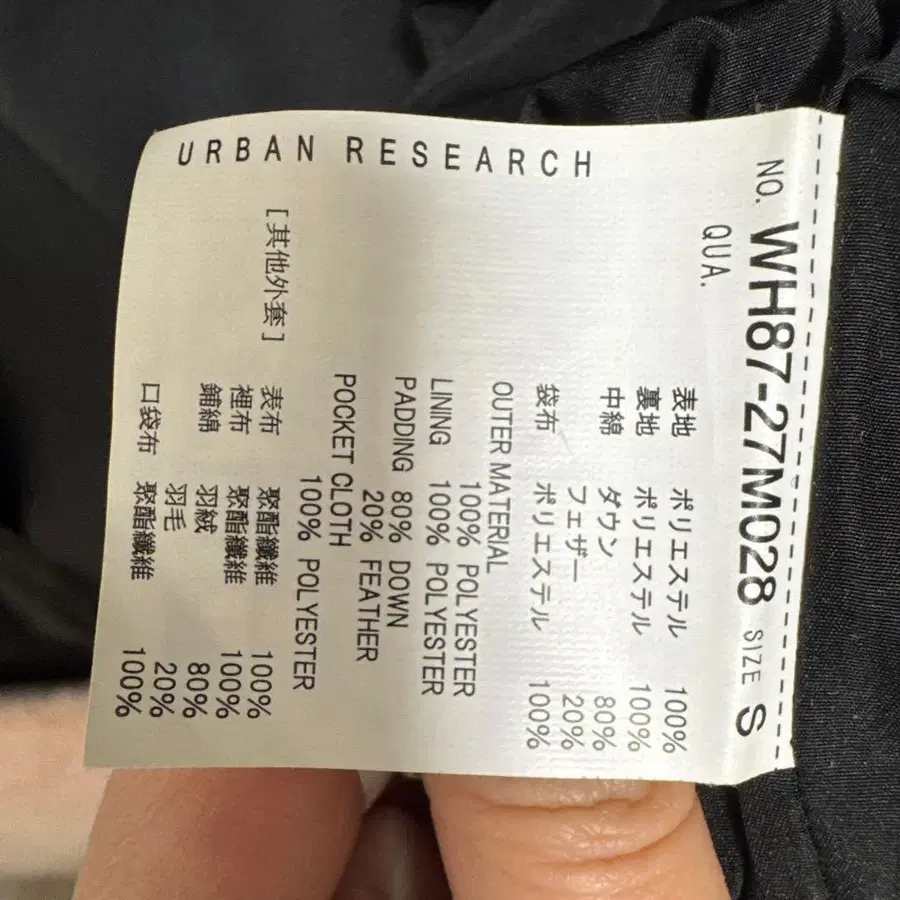 URBAN RESEARCH
NO. WH87-27M028 SIZE S
QUA.
表地 ポリエステル 100%
裏地 ポリエステル 100%
中綿 ダウン 80%
フェザー 20%
袋布 ポリエステル 100%
OUTER MATERIAL
100% POLYESTER
LINING 100% POLYESTER
PADDING 80% DOWN
20% FEATHER
POCKET CLOTH
100% POLYESTER
[其他外套]
表布 聚酯纖維 100%
裡布 聚酯纖維 100%
鋪綿 羽絨 80%
羽毛 20%
口袋布 聚酯纖維 100%